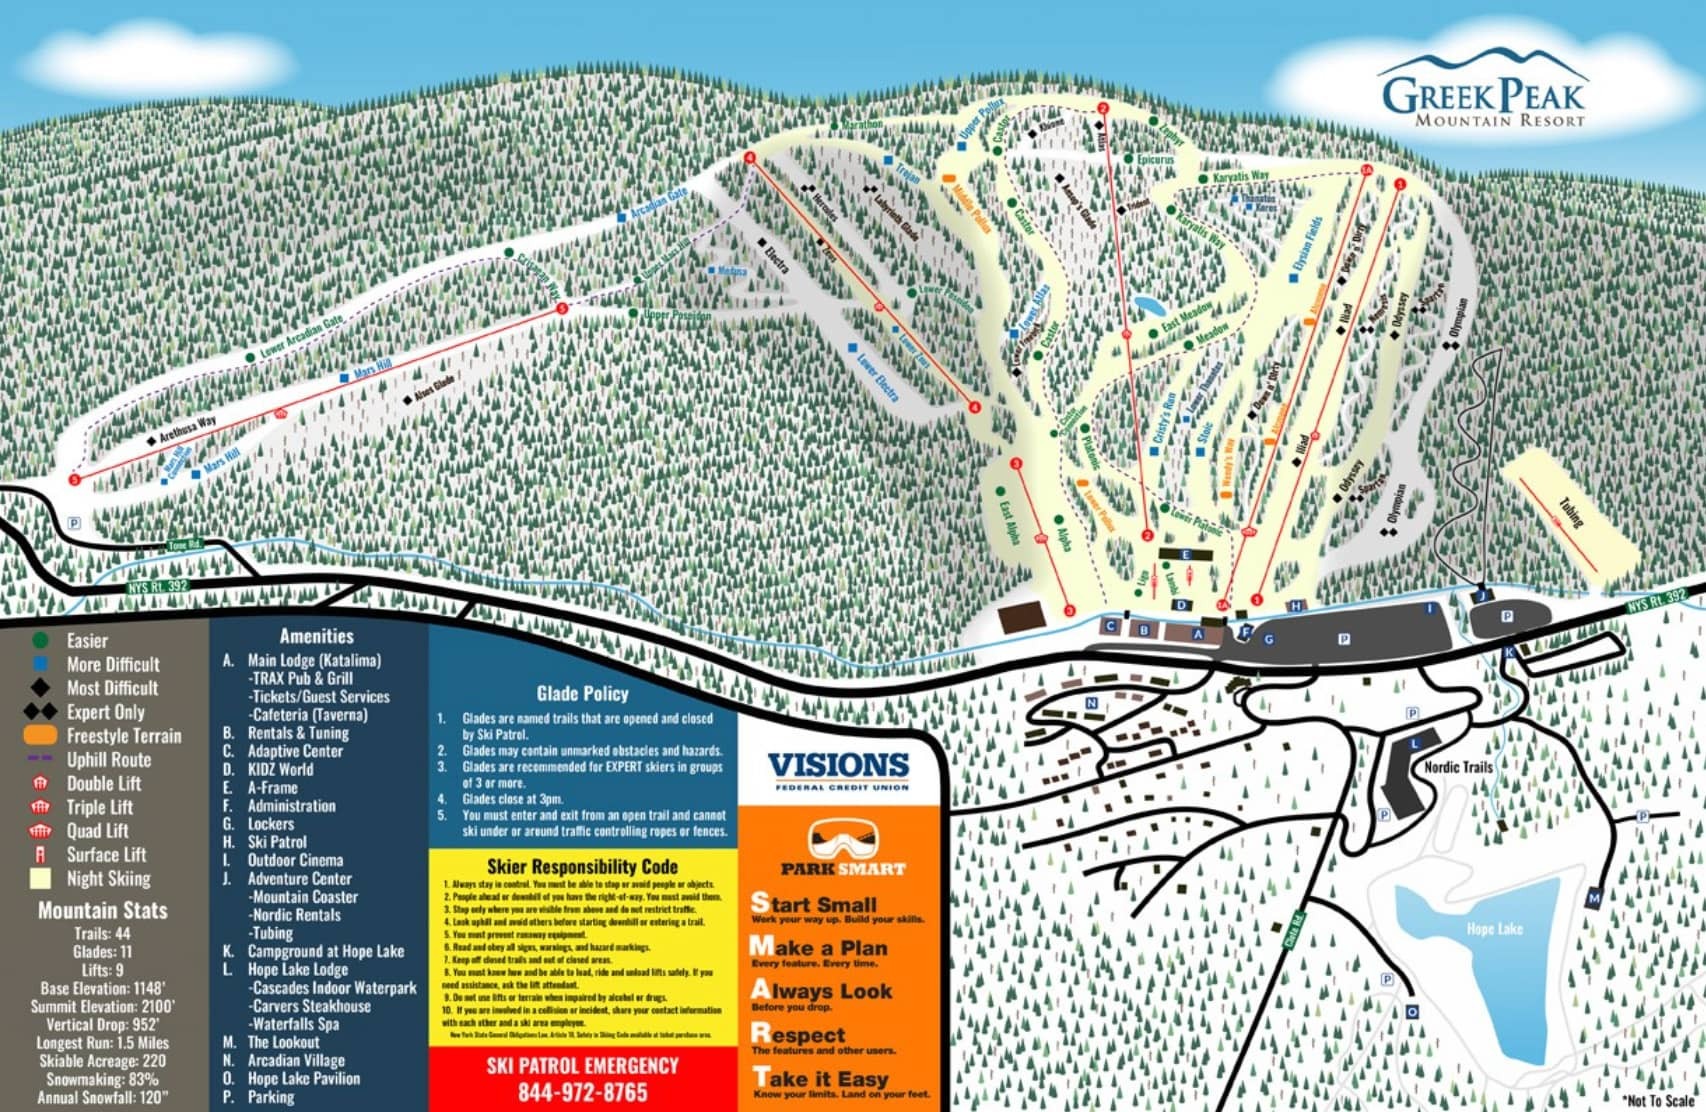 GREEK PEAK
MOUNTAIN RESORT
Marathon
Upper Pollux
Castor
Atlas
Zephyr
Epicurus
Karyatis Way
Trojan
Middle Pollux
Aesop's Glade
Trident
Thanatos
Karyatis Way
Arcadian Gate
Hercules
Labyrinth Glade
Castor
Elysian Fields
Electra
Zeus
Medusa
Upper Poseidon
Lower Poseidon
Lower Atlas
Castor
East Meadow
Meadow
Iliad
Odyssey
Olympian
Lower Arcadian Gate
Mars Hill
Alses Glade
Lower Zeus
Lower Electra
Arethusa Way
Mars Hill
Connection
Mars Hill
Platonic
Cristy's Run
Lower Thanatos
Stoic
Wendy's Way
Iliad
Odyssey
Olympian
East Alpha
Alpha
Lower Pollux
Lower Platonic
Tubing
Tone Rd.
NYS Rt. 392
NYS Rt. 392
Nordic Trails
Clute Rd.
Hope Lake
*Not To Scale
Easier
More Difficult
Most Difficult
Expert Only
Freestyle Terrain
Uphill Route
Double Lift
Triple Lift
Quad Lift
Surface Lift
Night Skiing
Mountain Stats
Trails: 44
Glades: 11
Lifts: 9
Base Elevation: 1148'
Summit Elevation: 2100'
Vertical Drop: 952'
Longest Run: 1.5 Miles
Skiable Acreage: 220
Snowmaking: 83%
Annual Snowfall: 120"
Amenities
A. Main Lodge (Katalima)
-TRAX Pub & Grill
-Tickets/Guest Services
-Cafeteria (Taverna)
B. Rentals & Tuning
C. Adaptive Center
D. KIDZ World
E. A-Frame
F. Administration
G. Lockers
H. Ski Patrol
I. Outdoor Cinema
J. Adventure Center
-Mountain Coaster
-Nordic Rentals
-Tubing
K. Campground at Hope Lake
L. Hope Lake Lodge
-Cascades Indoor Waterpark
-Carvers Steakhouse
-Waterfalls Spa
M. The Lookout
N. Arcadian Village
O. Hope Lake Pavilion
P. Parking
Glade Policy
1. Glades are named trails that are opened and closed
by Ski Patrol.
2. Glades may contain unmarked obstacles and hazards.
3. Glades are recommended for EXPERT skiers in groups
of 3 or more.
4. Glades close at 3pm.
5. You must enter and exit from an open trail and cannot
ski under or around traffic controlling ropes or fences.
Skier Responsibility Code
1. Always stay in control. You must be able to stop or avoid people or objects.
2. People ahead or downhill of you have the right-of-way. You must avoid them.
3. Stop only where you are visible from above and do not restrict traffic.
4. Look uphill and avoid others before starting downhill or entering a trail.
5. You must prevent runaway equipment.
6. Read and obey all signs, warnings, and hazard markings.
7. Keep off closed trails and out of closed areas.
8. You must know how and be able to load, ride and unload lifts safely. If you
need assistance, ask the lift attendant.
9. Do not use lifts or terrain when impaired by alcohol or drugs.
10. If you are involved in a collision or incident, share your contact information
with each other and a ski area employee.
New York State General Obligations Law, Article 18, Safety in Skiing Code available at ticket purchase area.
SKI PATROL EMERGENCY
844-972-8765
VISIONS
FEDERAL CREDIT UNION
PARK SMART
Start Small
Work your way up. Build your skills.
Make a Plan
Every feature. Every time.
Always Look
Before you drop.
Respect
The features and other users.
Take it Easy
Know your limits. Land on your feet.